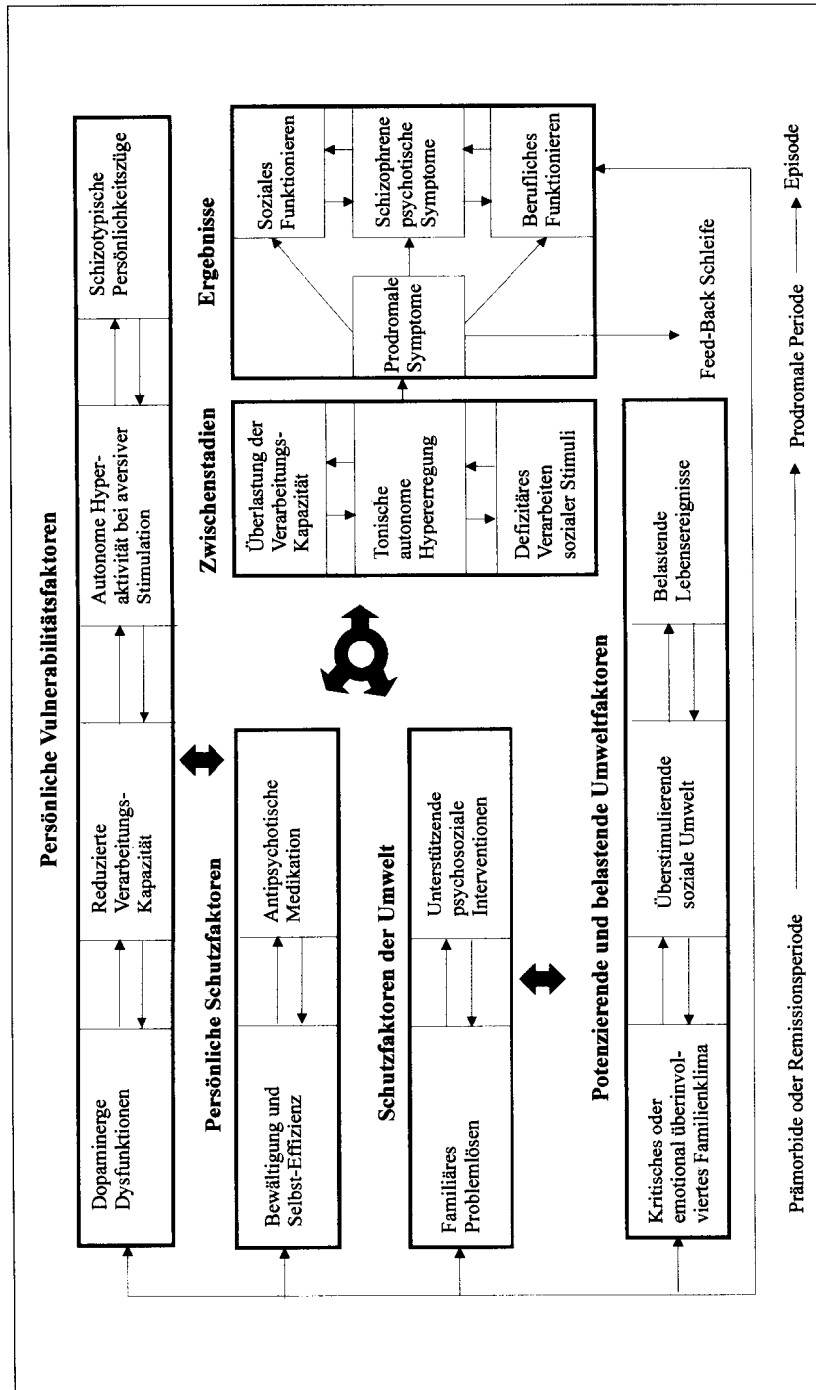 Persönliche Vulnerabilitätsfaktoren
Dopaminerge
Dysfunktionen
Reduzierte
Verarbeitungs-
Kapazität
Autonome Hyper-
aktivität bei aversiver
Stimulation
Schizotypische
Persönlichkeitszüge
Persönliche Schutzfaktoren
Bewältigung und
Selbst-Effizienz
Antipsychotische
Medikation
Schutzfaktoren der Umwelt
Familiäres
Problemlösen
Unterstützende
psychosoziale
Interventionen
Potenzierende und belastende Umweltfaktoren
Kritisches oder
emotional überinvol-
viertes Familienklima
Überstimulierende
soziale Umwelt
Belastende
Lebensereignisse
Zwischenstadien
Überlastung der
Verarbeitungs-
Kapazität
Tonische
autonome
Hypererregung
Defizitäres
Verarbeiten
sozialer Stimuli
Ergebnisse
Prodromale
Symptome
Soziales
Funktionieren
Schizophrene
psychotische
Symptome
Berufliches
Funktionieren
Feed-Back Schleife
Prämorbide oder Remissionsperiode
Prodromale Periode
Episode